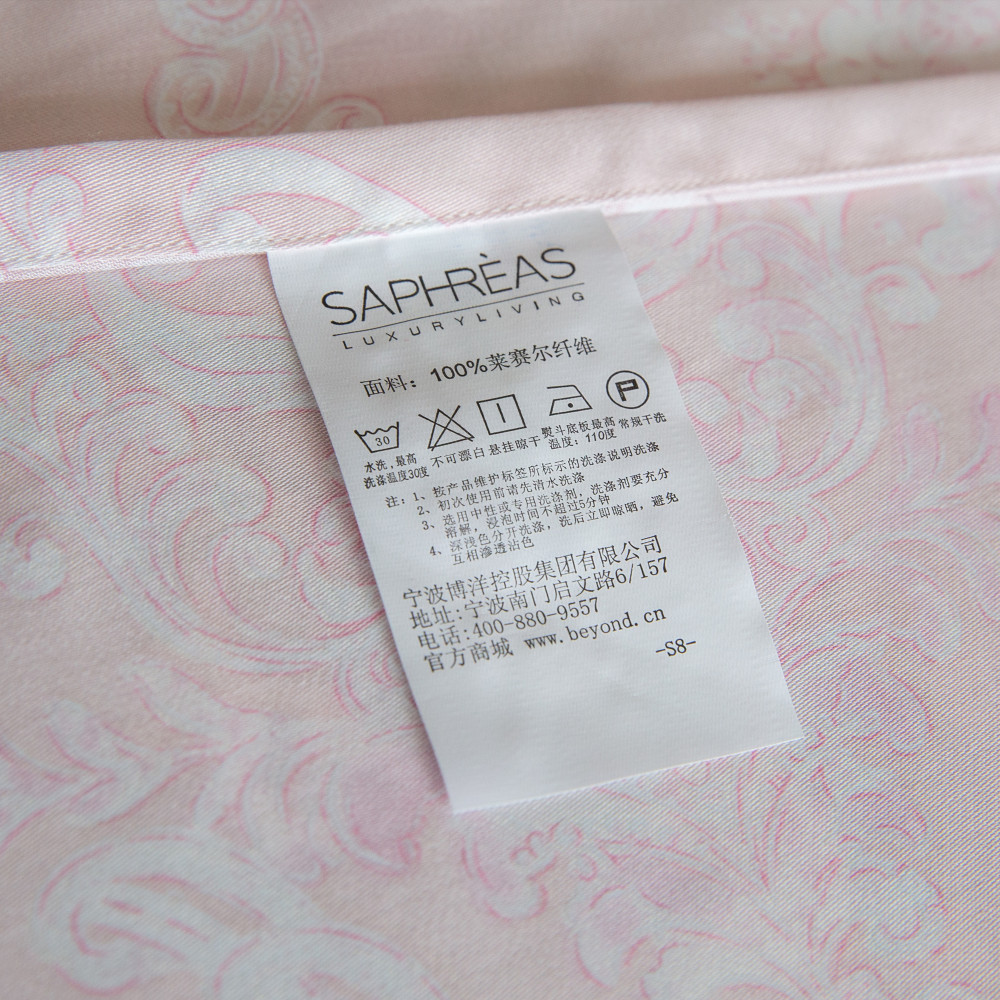 SAPHRÈAS
LUXURYLIVING
面料：100%莱赛尔纤维
30
P
水洗,最高 不可漂白 悬挂晾干 熨斗底板最高 常规干洗
洗涤温度30度 温度：110度
注：1、按产品维护标签所标示的洗涤说明洗涤
2、初次使用前请先清水洗涤
3、选用中性或专用洗涤剂，洗涤剂要充分
溶解，浸泡时间不超过5分钟
4、深浅色分开洗涤，洗后立即晾晒，避免
互相渗透沾色
宁波博洋控股集团有限公司
地址:宁波南门启文路6/157
电话:400-880-9557
官方商城 www.beyond.cn
-S8-